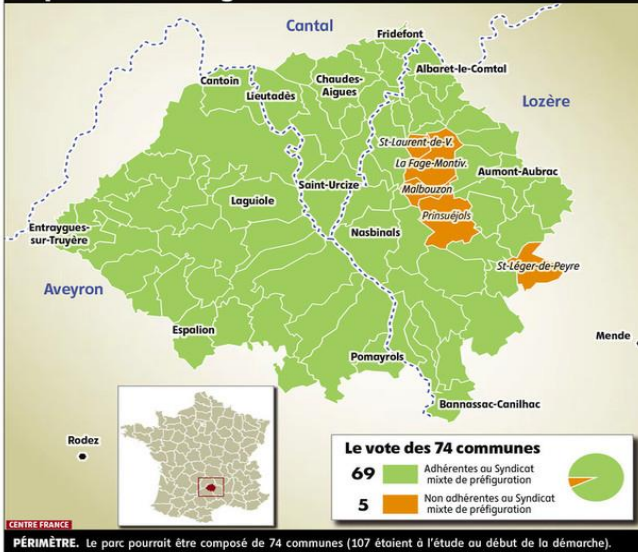 Cantal
Fridefont
Cantoin
Chaudes-
Aigues
Albaret-le-Comtal
Lieutadès
Lozère
St-Laurent-de-V.
La Fage-Montiv.
Aumont-Aubrac
Saint-Urcize
Malbouzon
Laguiole
Prinsuéjols
Entraygues-
sur-Truyère
Nasbinals
St-Léger-de-Peyre
Aveyron
Espalion
Mende
Pomayrols
Bannassac-Canilhac
Rodez
Le vote des 74 communes
69 Adhérentes au Syndicat
mixte de préfiguration
5 Non adhérentes au Syndicat
mixte de préfiguration
CENTRE FRANCE
PÉRIMÈTRE. Le parc pourrait être composé de 74 communes (107 étaient à l'étude au début de la démarche).